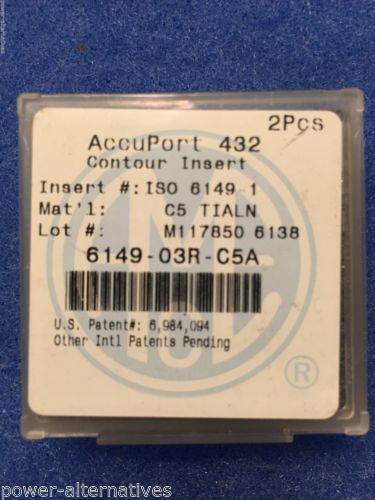 2Pcs
AccuPort 432
Contour Insert
Insert #: ISO 6149-1
Mat'l: C5 TIALN
Lot #: M117850 6138
6149-03R-C5A
U.S. Patent#: 6,984,094
Other Intl Patents Pending
®
power-alternatives